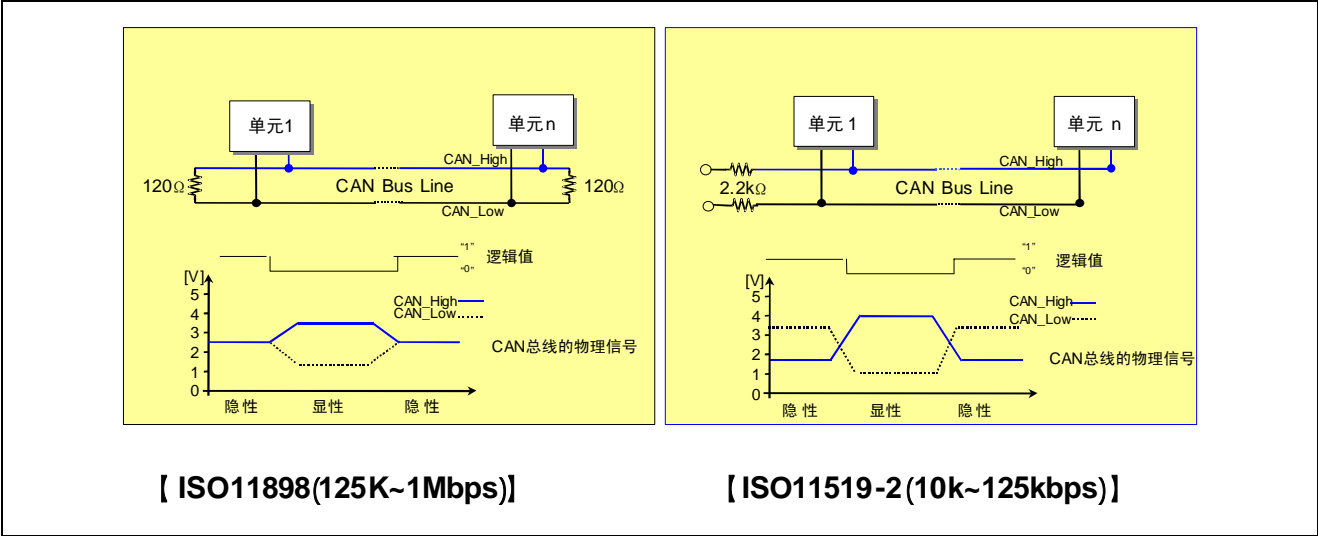 单元1
单元n
CAN_High
120Ω
CAN Bus Line
120Ω
CAN_Low
"1"
"0"
逻辑值
[V]
5
4
3
2
1
0
CAN_High
CAN_Low
CAN总线的物理信号
隐性
显性
隐性
【ISO11898(125K~1Mbps)】
单元 1
单元 n
CAN_High
2.2kΩ
CAN Bus Line
CAN_Low
"1"
"0"
逻辑值
[V]
5
4
3
2
1
0
CAN_High
CAN_Low
CAN总线的物理信号
隐性
显性
隐性
【ISO11519-2(10k~125kbps)】